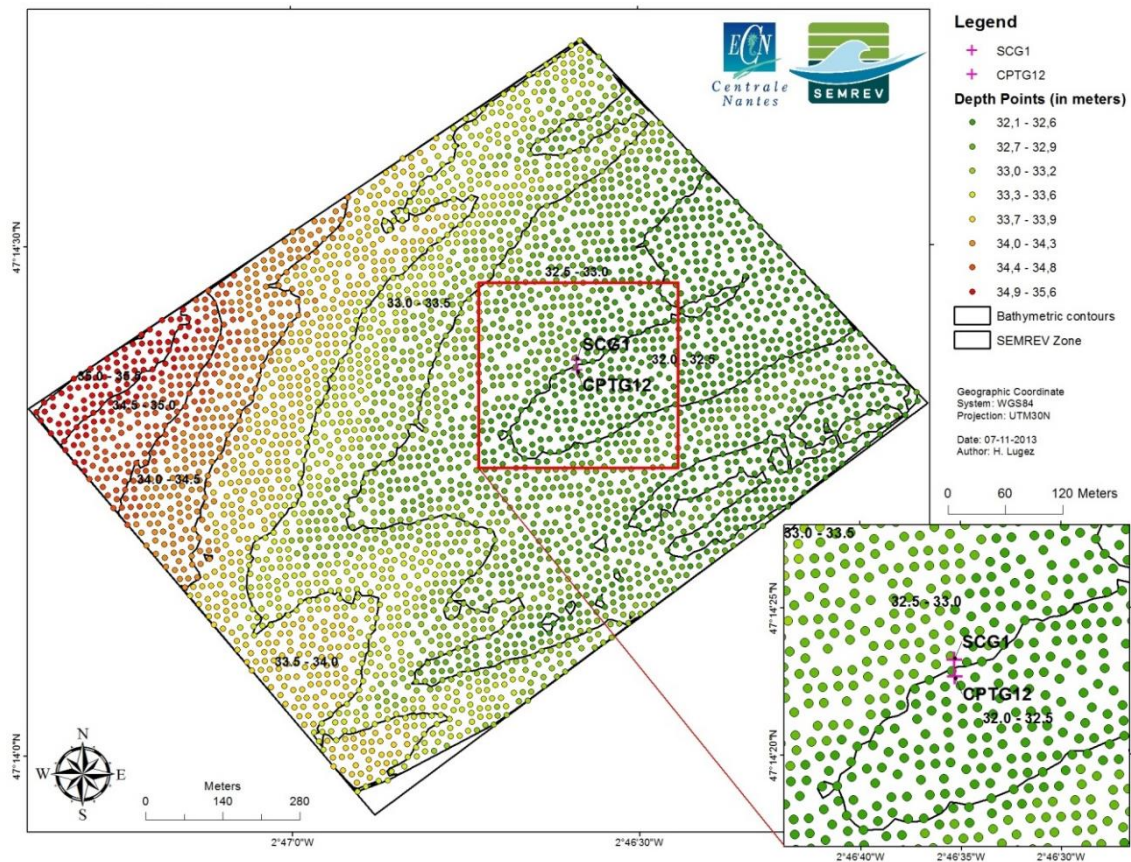 ECN
Centrale
Nantes
SEMREV
Legend
SCG1
CPTG12
Depth Points (in meters)
32,1 - 32,6
32,7 - 32,9
33,0 - 33,2
33,3 - 33,6
33,7 - 33,9
34,0 - 34,3
34,4 - 34,8
34,9 - 35,6
Bathymetric contours
SEMREV Zone
Geographic Coordinate
System: WGS84
Projection: UTM30N
Date: 07-11-2013
Author: H. Lugez
0 60 120 Meters
47°14'30"N
47°14'0"N
32.5 - 33.0
33.0 - 33.5
SCG1
32.0 - 32.5
CPTG12
34.5 - 35.0
34.0 - 34.5
33.5 - 34.0
N
W E
S
Meters
0 140 280
2°47'0"W
2°46'30"W
33.0 - 33.5
32.5 - 33.0
SCG1
CPTG12
32.0 - 32.5
47°14'25"N
47°14'20"N
2°46'40"W
2°46'35"W
2°46'30"W